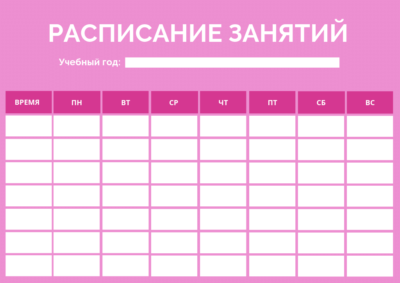 РАСПИСАНИЕ ЗАНЯТИЙ
Учебный год:
ВРЕМЯ ПН ВТ СР ЧТ ПТ СБ ВС